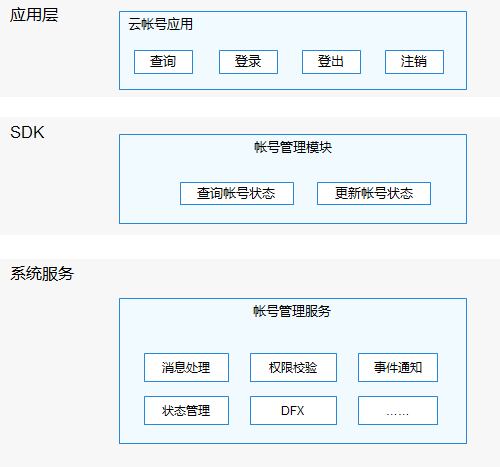 应用层
云帐号应用
查询
登录
登出
注销
SDK
帐号管理模块
查询帐号状态
更新帐号状态
系统服务
帐号管理服务
消息处理
权限校验
事件通知
状态管理
DFX
……